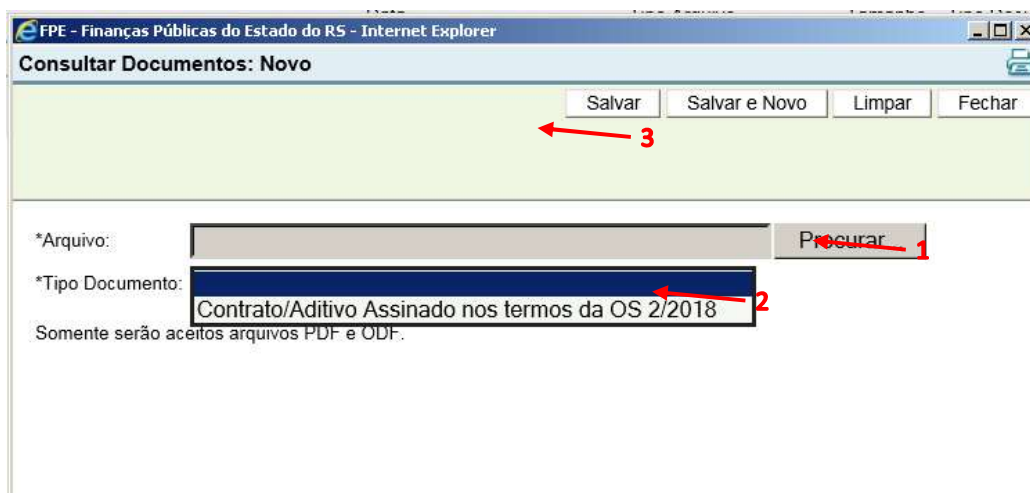 FPE - Finanças Públicas do Estado do RS - Internet Explorer
Consultar Documentos: Novo
Salvar Salvar e Novo Limpar Fechar
3
*Arquivo: Procurar... 1
*Tipo Documento:
2
Contrato/Aditivo Assinado nos termos da OS 2/2018
Somente serão aceitos arquivos PDF e ODF.